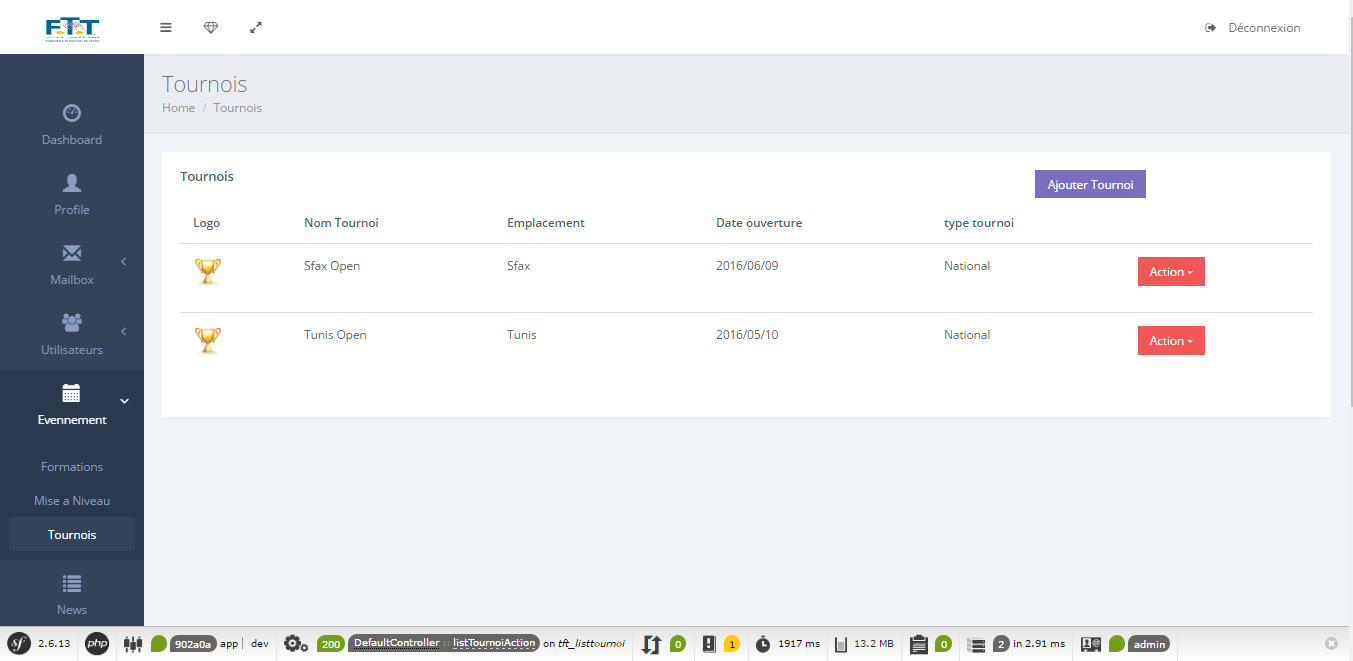 FTT
Déconnexion
Dashboard
Profile
Mailbox
Utilisateurs
Evennement
Formations
Mise a Niveau
Tournois
News
Tournois
Home / Tournois
Tournois
Ajouter Tournoi
Logo Nom Tournoi Emplacement Date ouverture type tournoi
Sfax Open Sfax 2016/06/09 National Action
Tunis Open Tunis 2016/05/10 National Action
sf 2.6.13 php 902a0a app dev 200 DefaultController :: listTournoiAction on tft_listtournoi 0 1 1917 ms 13.2 MB 0 2 in 2.91 ms admin